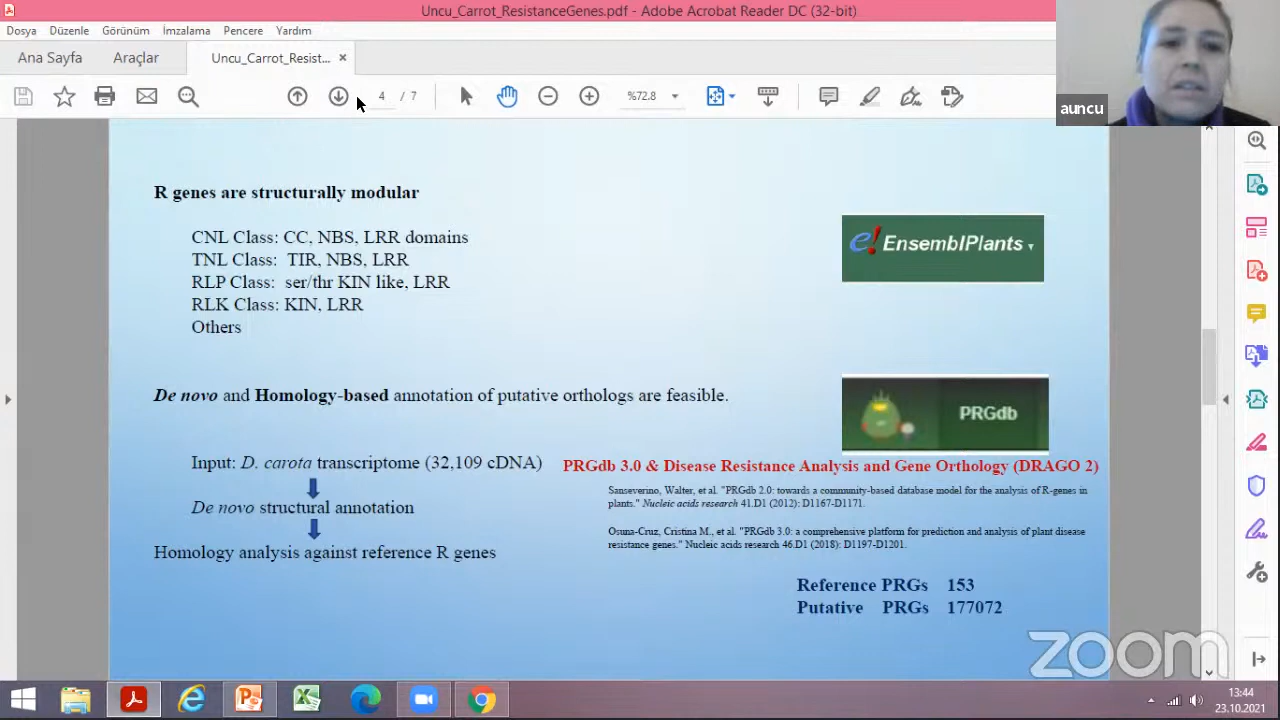 Uncu_Carrot_ResistanceGenes.pdf - Adobe Acrobat Reader DC (32-bit)
Dosya Düzenle Görünüm İmzalama Pencere Yardım
Ana Sayfa Araçlar Uncu_Carrot_Resist... ×
4 / 7 %72.8
auncu
R genes are structurally modular
CNL Class: CC, NBS, LRR domains
TNL Class: TIR, NBS, LRR
RLP Class: ser/thr KIN like, LRR
RLK Class: KIN, LRR
Others
e! EnsemblPlants
De novo and Homology-based annotation of putative orthologs are feasible.
PRGdb
Input: D. carota transcriptome (32,109 cDNA)
De novo structural annotation
Homology analysis against reference R genes
PRGdb 3.0 & Disease Resistance Analysis and Gene Orthology (DRAGO 2)
Sanseverino, Walter, et al. "PRGdb 2.0: towards a community-based database model for the analysis of R-genes in
plants." Nucleic acids research 41.D1 (2012): D1167-D1171.
Osuna-Cruz, Cristina M., et al. "PRGdb 3.0: a comprehensive platform for prediction and analysis of plant disease
resistance genes." Nucleic acids research 46.D1 (2018): D1197-D1201.
Reference PRGs 153
Putative PRGs 177072
zoom
13:44
23.10.2021